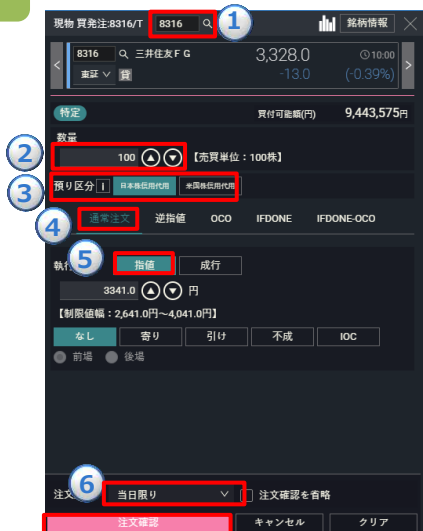 現物 買発注:8316/T 8316 1 銘柄情報
8316 三井住友ＦＧ 3,328.0 10:00
東証 貸 -13.0 (-0.39%)
特定 買付可能額(円) 9,443,575円
数量
2 100 【売買単位：100株】
3 預り区分 日本株信用代用 米国株信用代用
4 通常注文 逆指値 OCO IFDONE IFDONE-OCO
執行 5 指値 成行
3341.0 円
【制限値幅：2,641.0円～4,041.0円】
なし 寄り 引け 不成 IOC
前場 後場
6
注文 当日限り 注文確認を省略
注文確認 キャンセル クリア